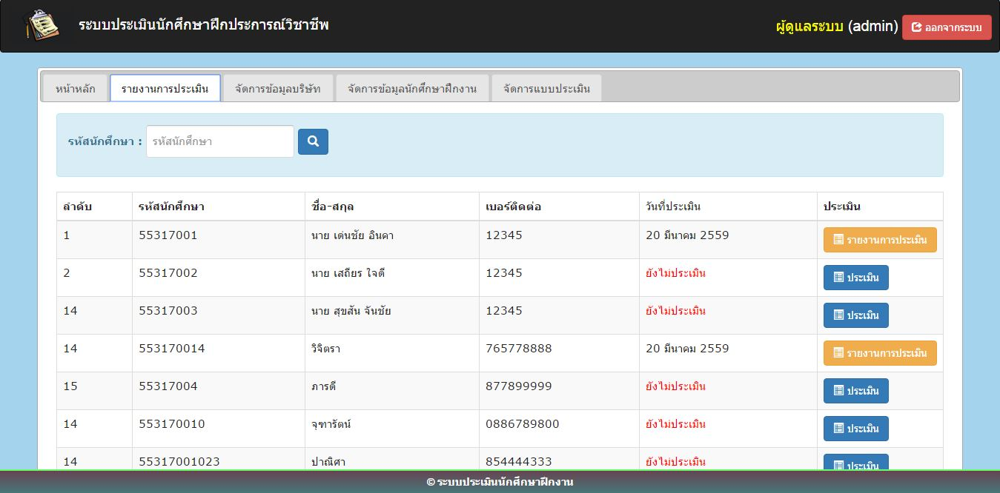 ระบบประเมินนักศึกษาฝึกประการณ์วิชาชีพ ผู้ดูแลระบบ (admin) ออกจากระบบ
หน้าหลัก รายงานการประเมิน จัดการข้อมูลบริษัท จัดการข้อมูลนักศึกษาฝึกงาน จัดการแบบประเมิน
รหัสนักศึกษา : รหัสนักศึกษา
ลำดับ รหัสนักศึกษา ชื่อ-สกุล เบอร์ติดต่อ วันที่ประเมิน ประเมิน
1 55317001 นาย เด่นชัย อินคา 12345 20 มีนาคม 2559 รายงานการประเมิน
2 55317002 นาย เสถียร ใจดี 12345 ยังไม่ประเมิน ประเมิน
14 55317003 นาย สุขสัน จันชัย 12345 ยังไม่ประเมิน ประเมิน
14 553170014 วิจิตรา 765778888 20 มีนาคม 2559 รายงานการประเมิน
15 55317004 ภารดี 877899999 ยังไม่ประเมิน ประเมิน
14 553170010 จุฑารัตน์ 0886789800 ยังไม่ประเมิน ประเมิน
14 55317001023 ปาณิศา 854444333 ยังไม่ประเมิน ประเมิน
© ระบบประเมินนักศึกษาฝึกงาน